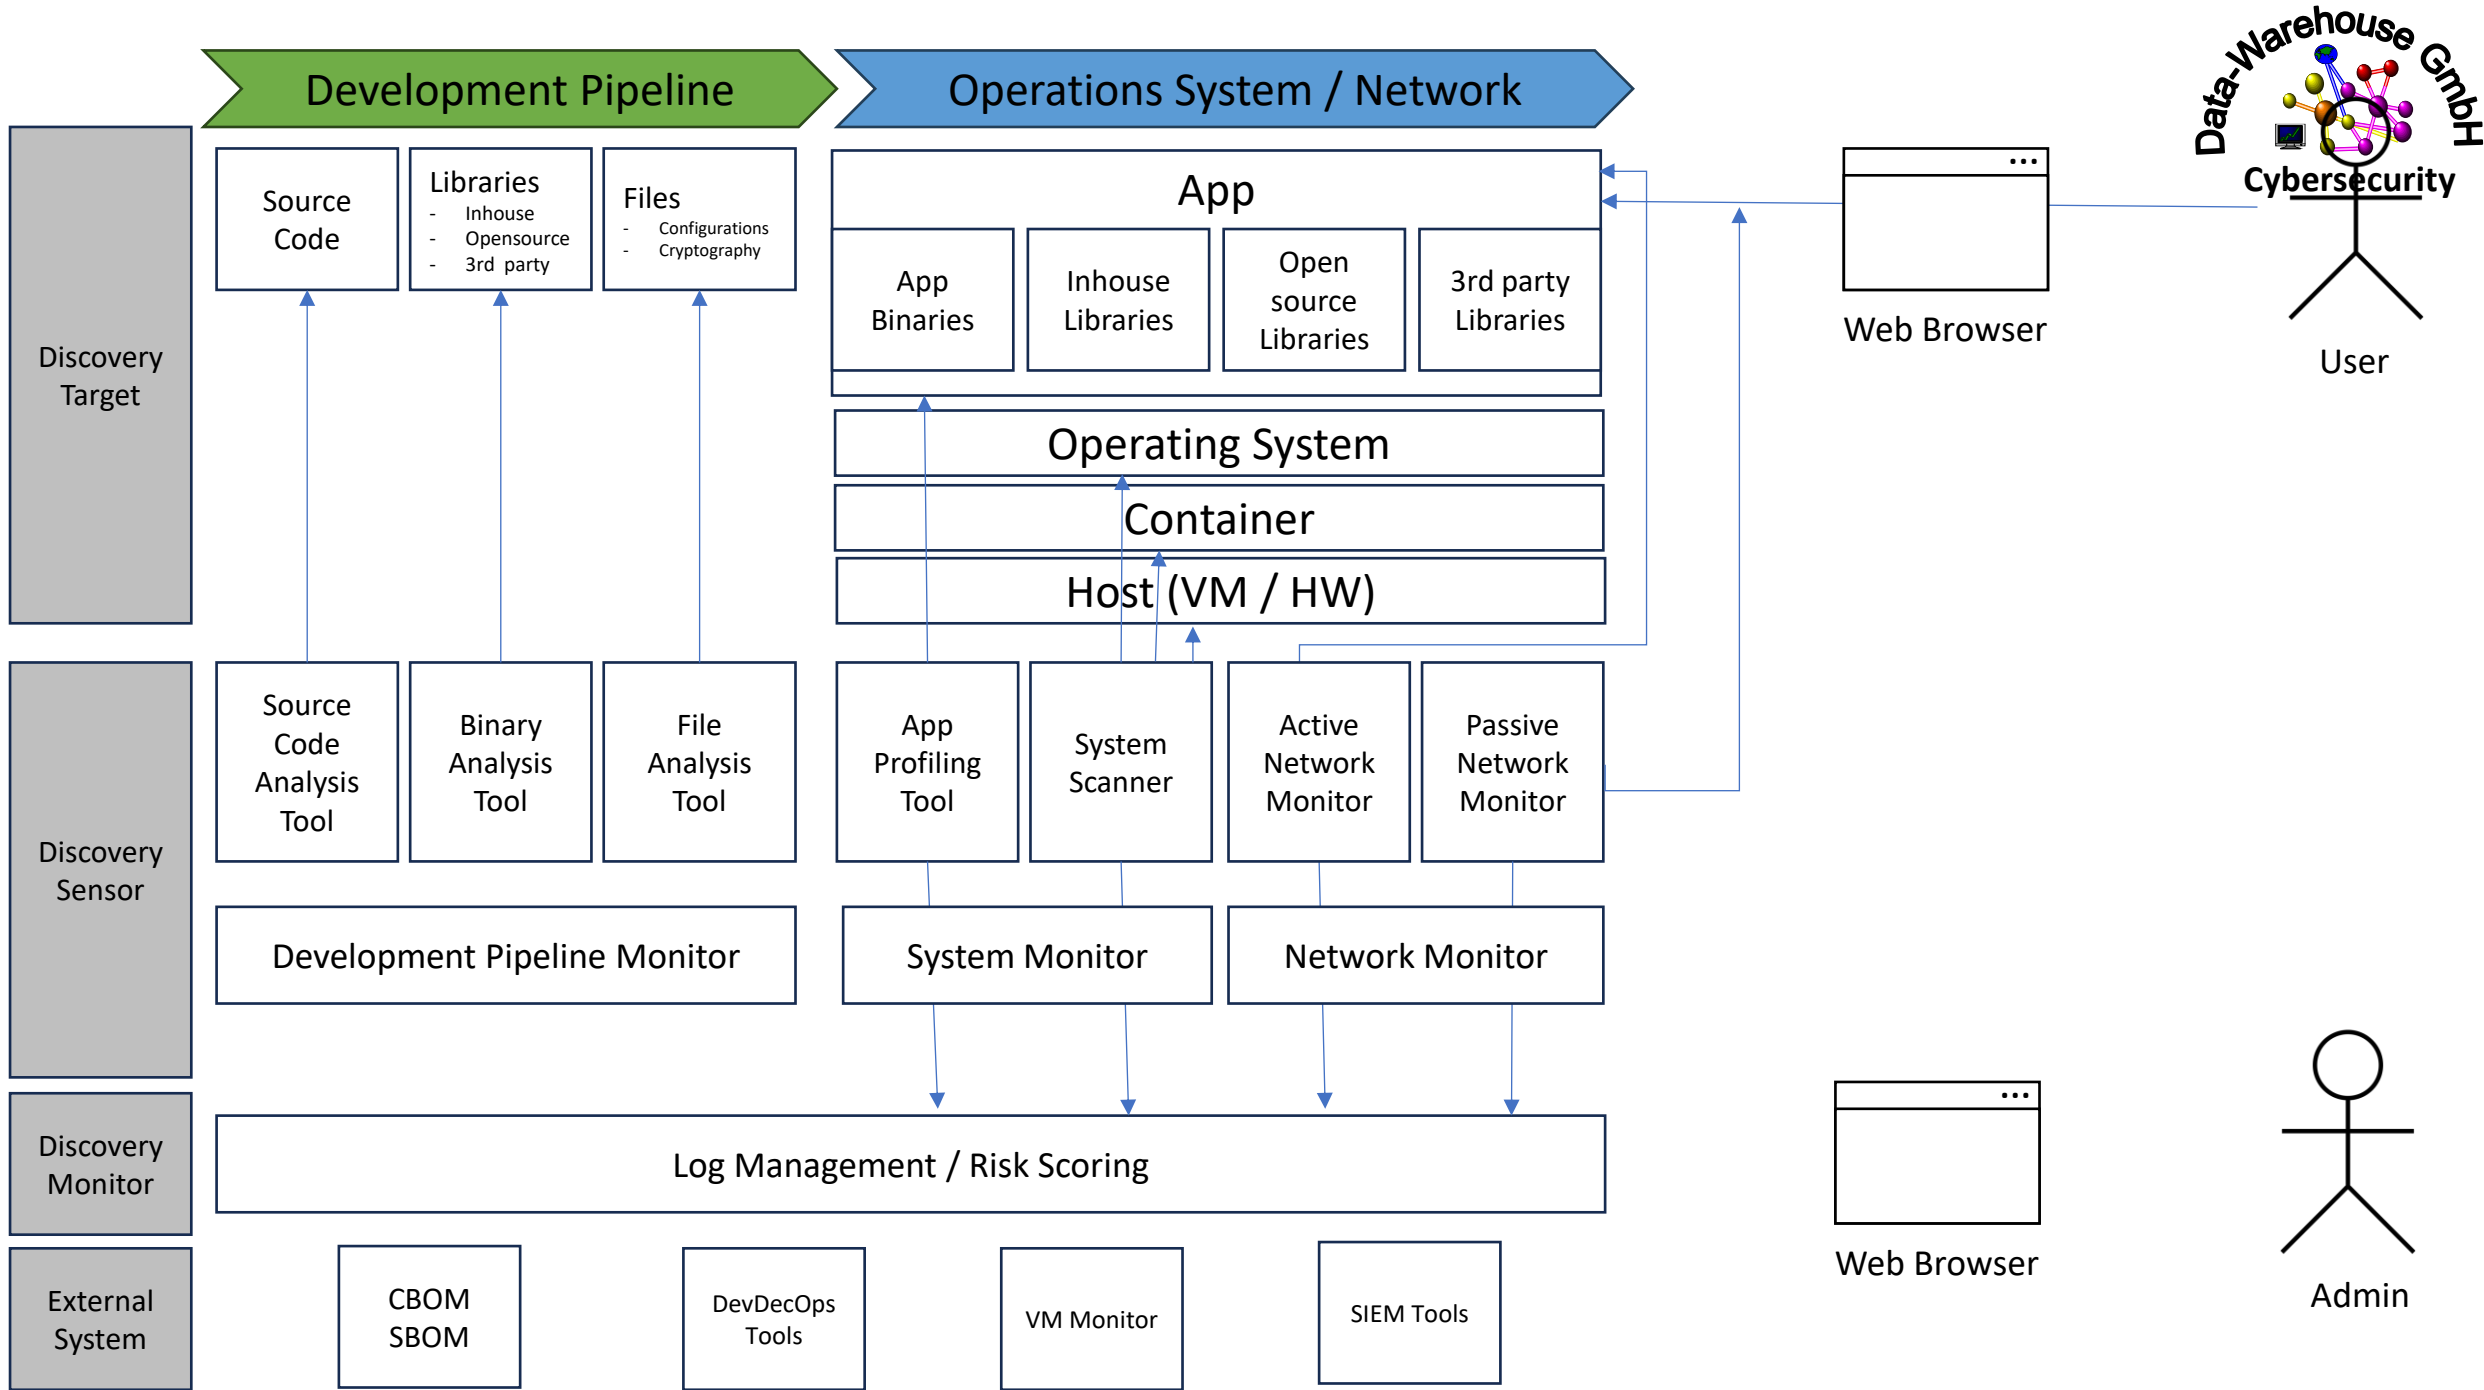 Data-Warehouse GmbH
Cybersecurity
Development Pipeline
Operations System / Network
Discovery
Target
Source
Code
Libraries
- Inhouse
- Opensource
- 3rd party
Files
- Configurations
- Cryptography
App
App
Binaries
Inhouse
Libraries
Open
source
Libraries
3rd party
Libraries
Operating System
Container
Host (VM / HW)
Web Browser
User
Discovery
Sensor
Source
Code
Analysis
Tool
Binary
Analysis
Tool
File
Analysis
Tool
App
Profiling
Tool
System
Scanner
Active
Network
Monitor
Passive
Network
Monitor
Development Pipeline Monitor
System Monitor
Network Monitor
Discovery
Monitor
Log Management / Risk Scoring
Web Browser
Admin
External
System
CBOM
SBOM
DevDecOps
Tools
VM Monitor
SIEM Tools